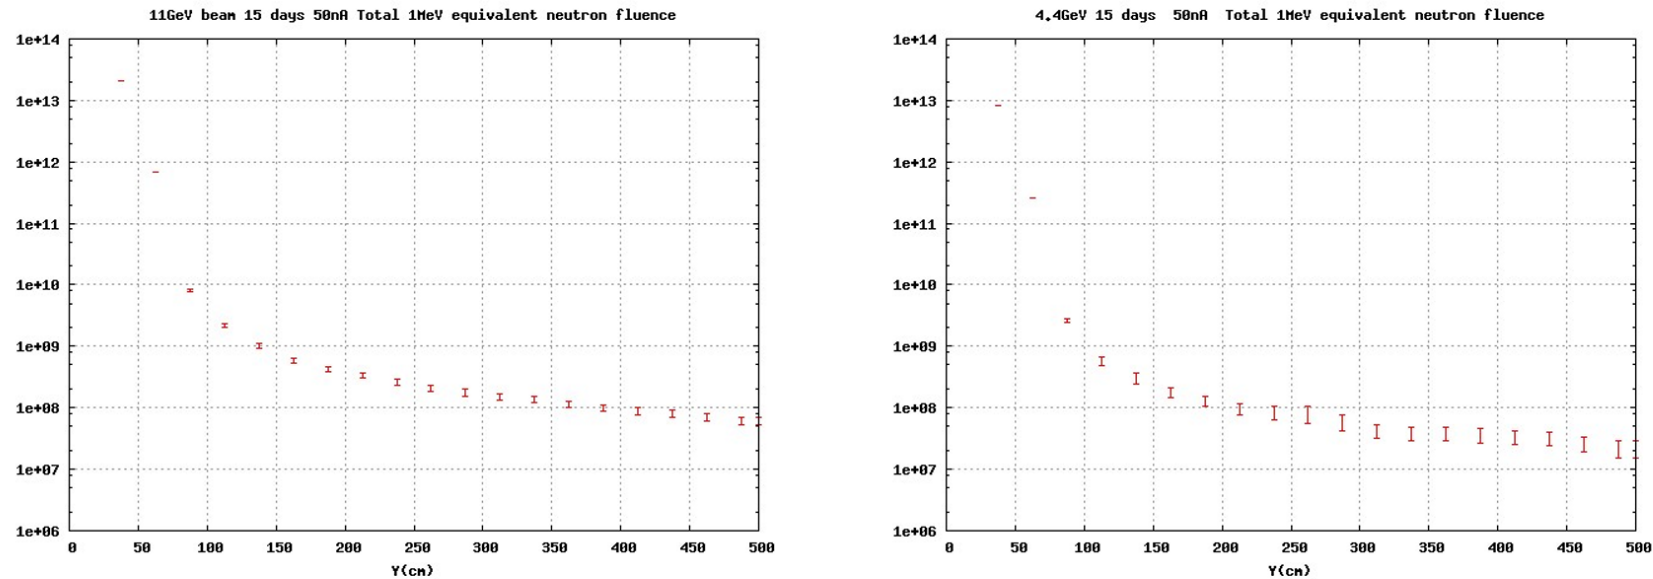 11GeV beam 15 days 50nA Total 1MeV equivalent neutron fluence
1e+14
1e+13
1e+12
1e+11
1e+10
1e+09
1e+08
1e+07
1e+06
0 50 100 150 200 250 300 350 400 450 500
Y(cm)
4.4GeV 15 days 50nA Total 1MeV equivalent neutron fluence
1e+14
1e+13
1e+12
1e+11
1e+10
1e+09
1e+08
1e+07
1e+06
0 50 100 150 200 250 300 350 400 450 500
Y(cm)